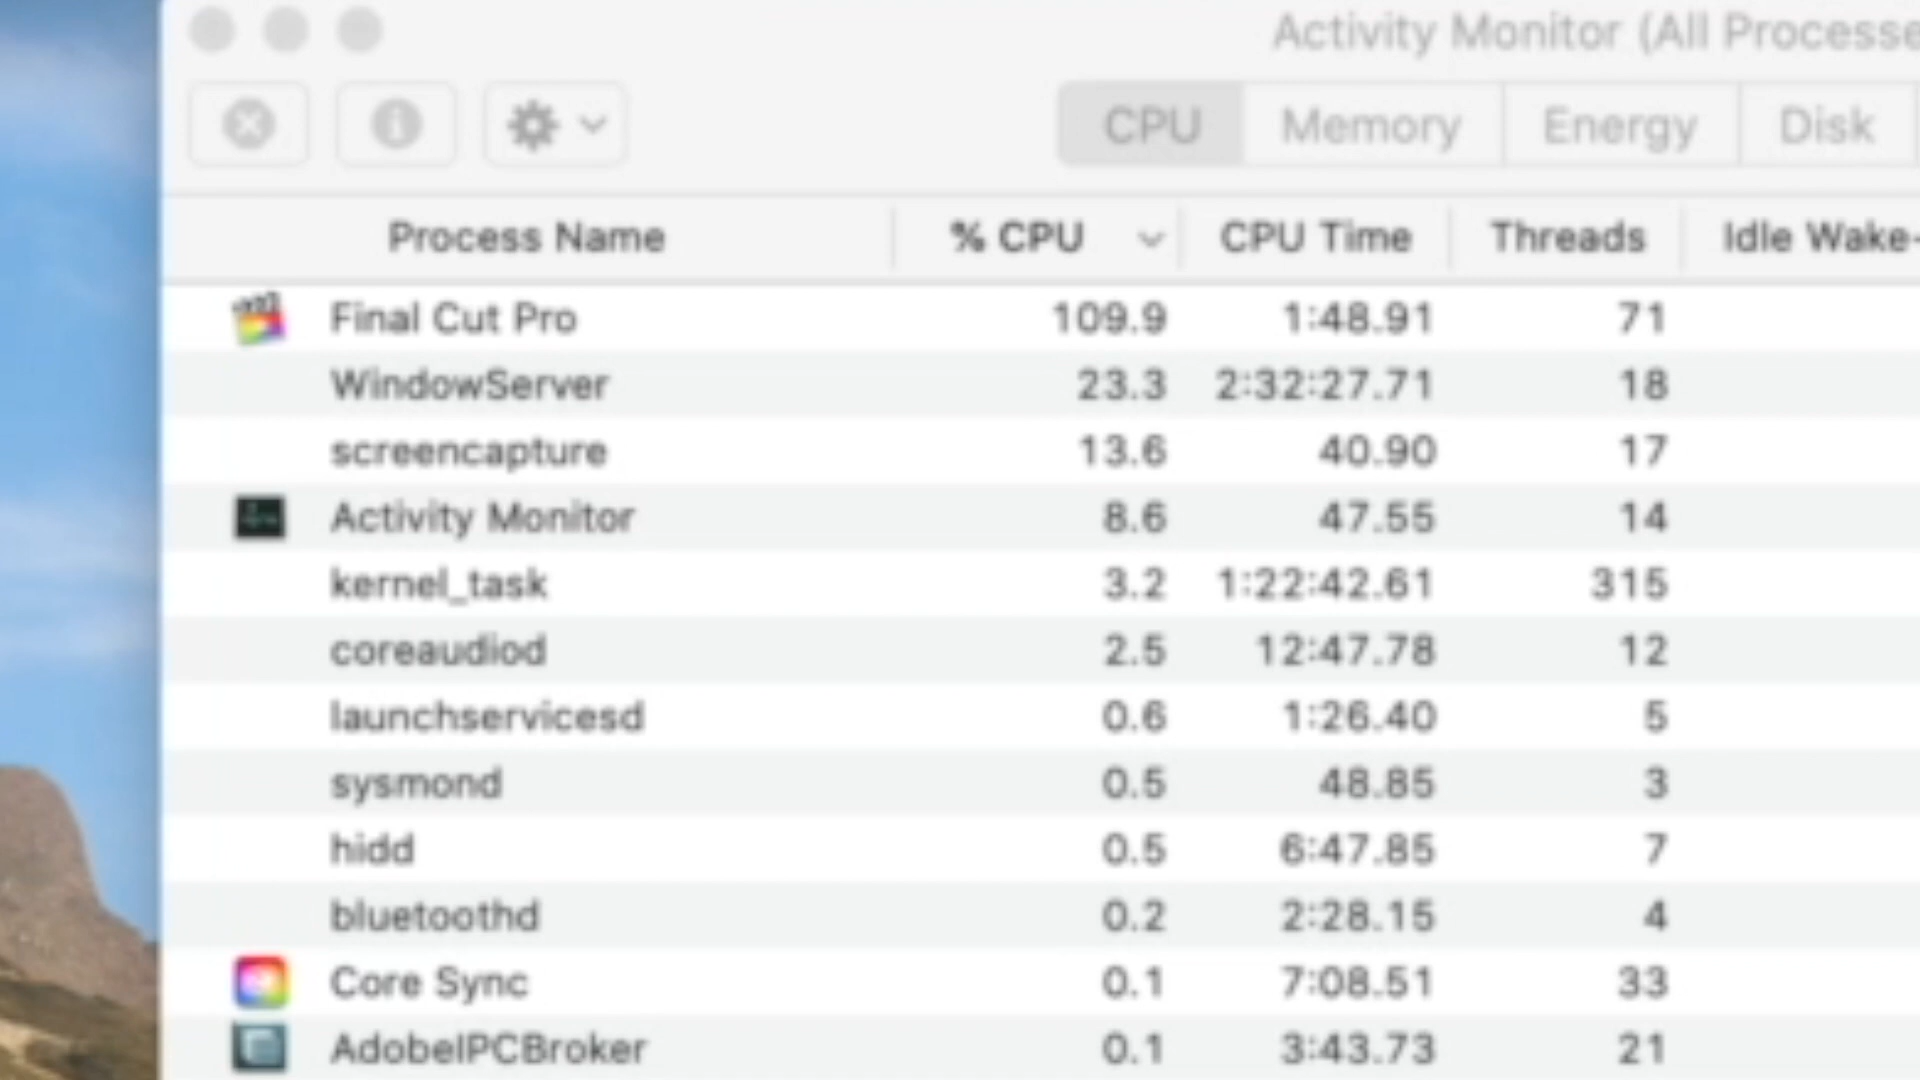 Activity Monitor (All Processe
CPU Memory Energy Disk
Process Name % CPU CPU Time Threads Idle Wake-
Final Cut Pro 109.9 1:48.91 71
WindowServer 23.3 2:32:27.71 18
screencapture 13.6 40.90 17
Activity Monitor 8.6 47.55 14
kernel_task 3.2 1:22:42.61 315
coreaudiod 2.5 12:47.78 12
launchservicesd 0.6 1:26.40 5
sysmond 0.5 48.85 3
hidd 0.5 6:47.85 7
bluetoothd 0.2 2:28.15 4
Core Sync 0.1 7:08.51 33
AdobeIPCBroker 0.1 3:43.73 21